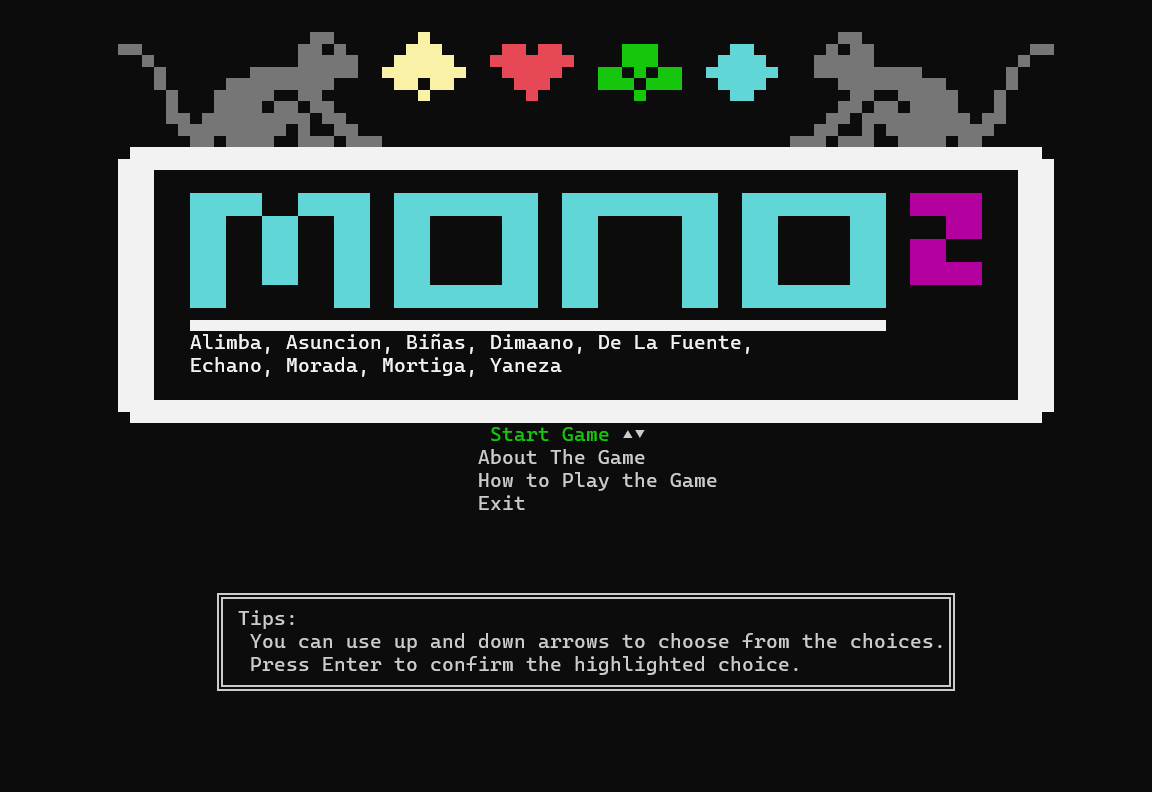 MONO2
Alimba, Asuncion, Biñas, Dimaano, De La Fuente,
Echano, Morada, Mortiga, Yaneza
Start Game ▲▼
About The Game
How to Play the Game
Exit
Tips:
You can use up and down arrows to choose from the choices.
Press Enter to confirm the highlighted choice.